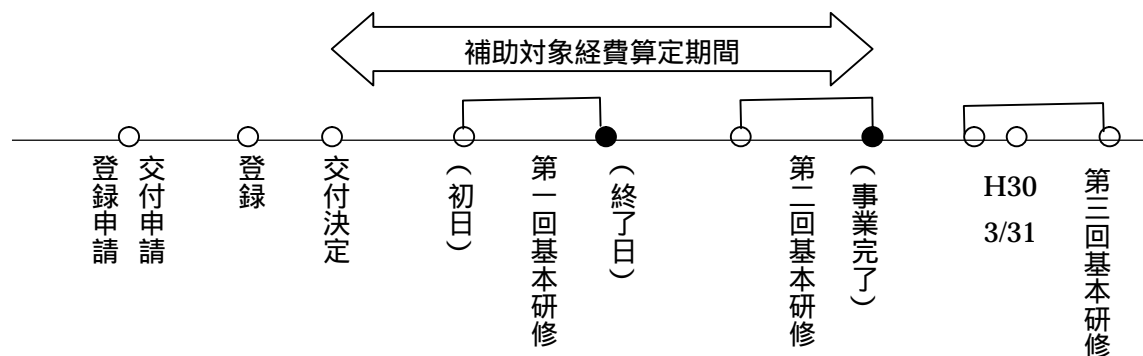 補助対象経費算定期間
登録申請
交付申請
登録
交付決定
（初日）
第一回基本研修
（終了日）
第二回基本研修
（事業完了）
H30
3/31
第三回基本研修